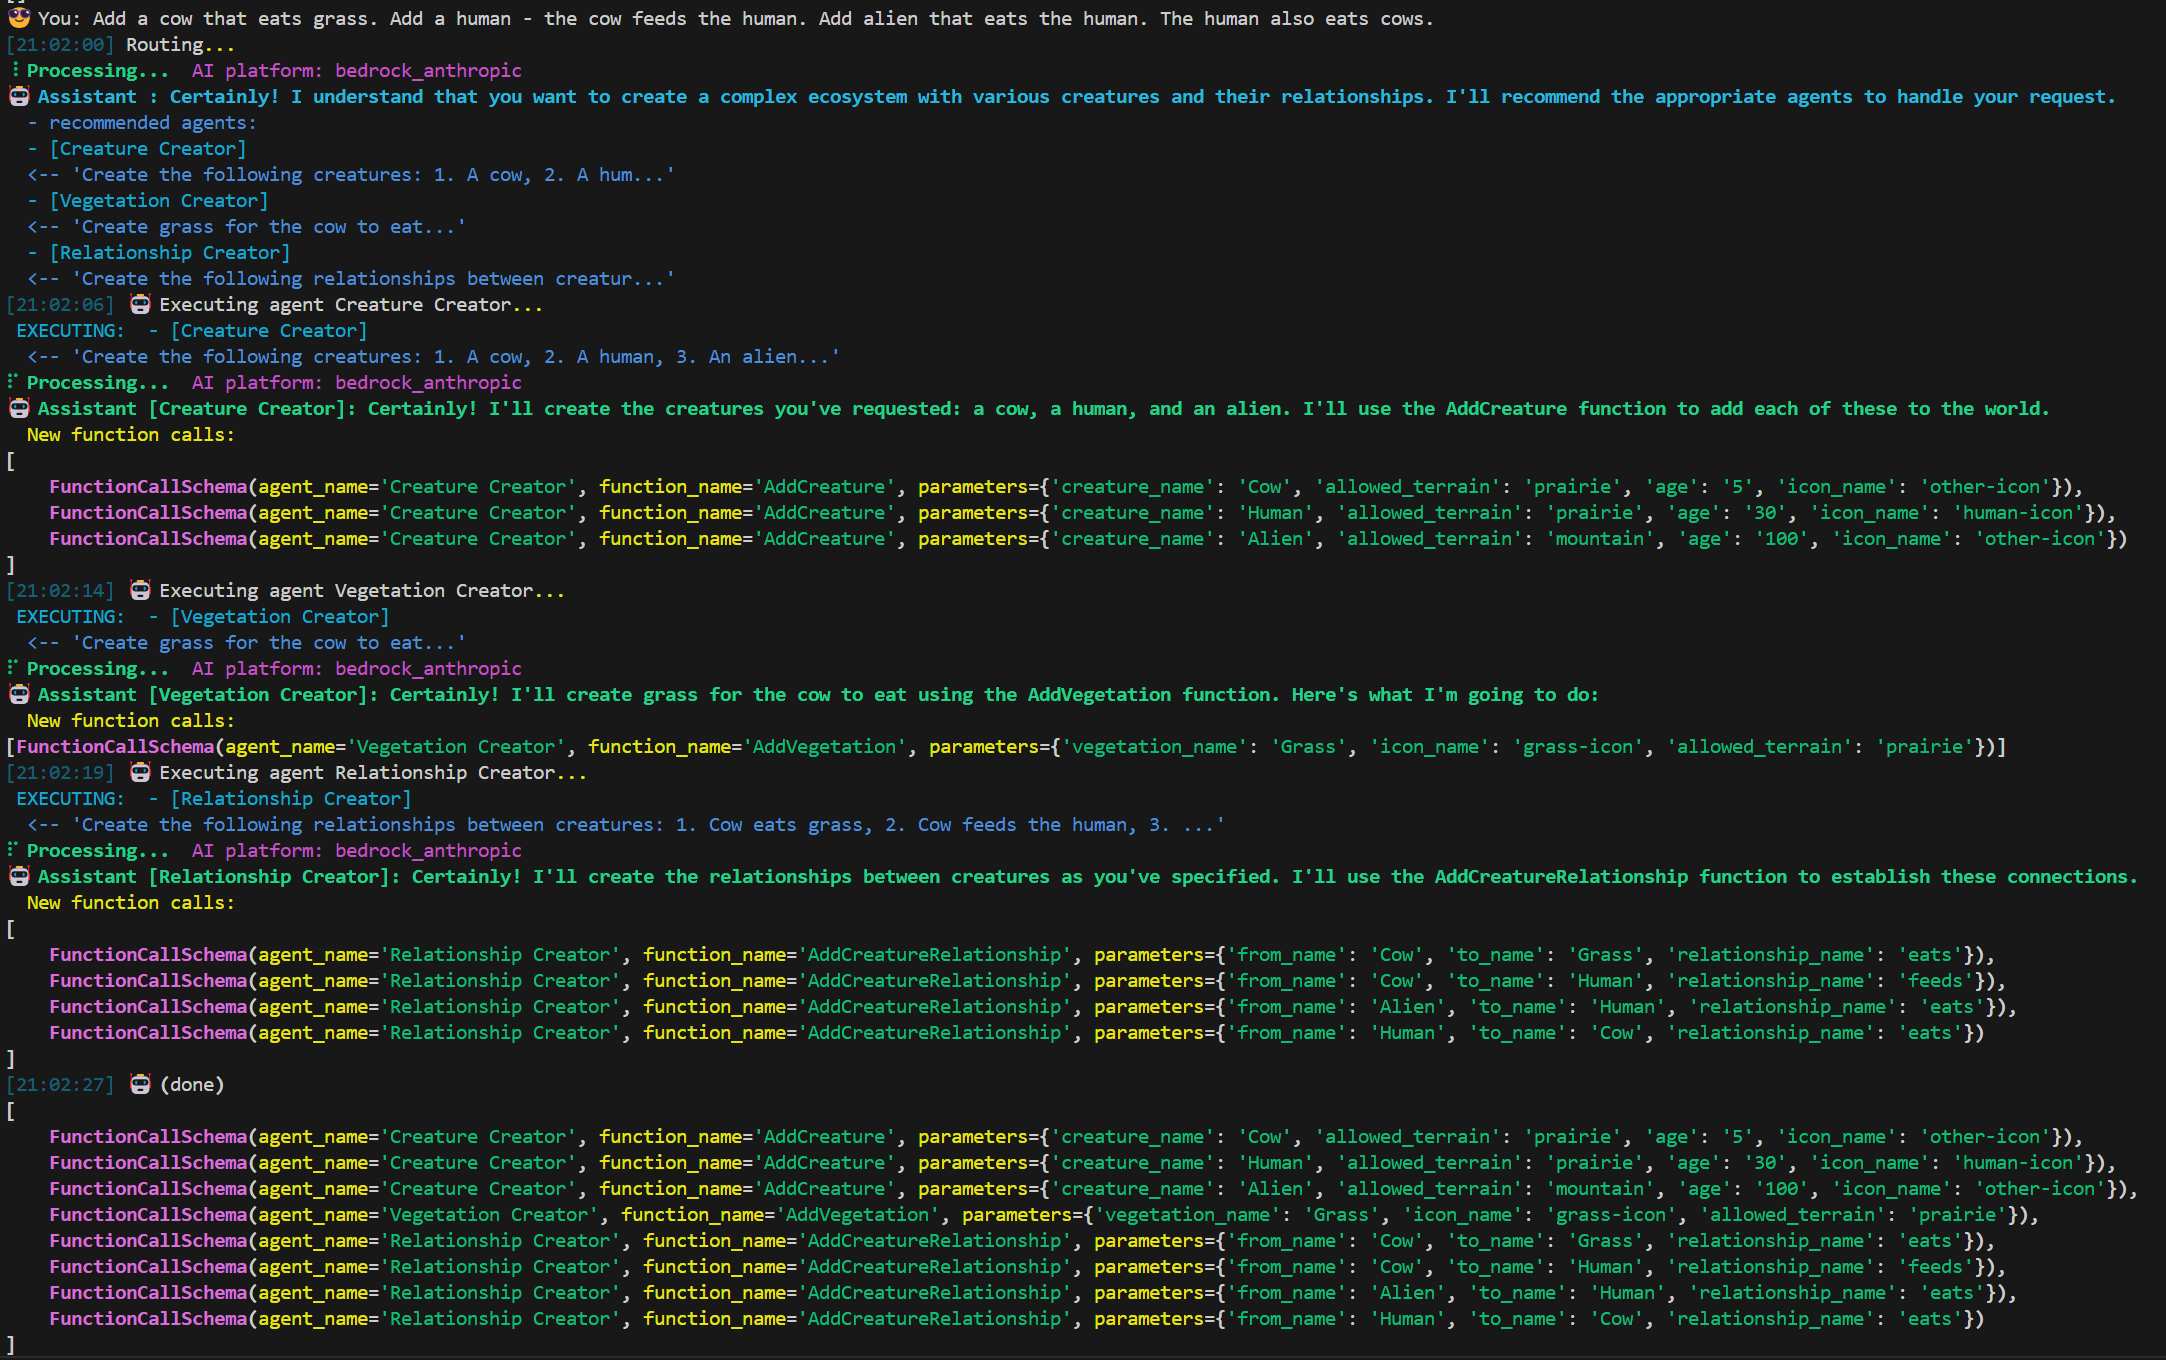 You: Add a cow that eats grass. Add a human - the cow feeds the human. Add alien that eats the human. The human also eats cows.
[21:02:00] Routing...
Processing... AI platform: bedrock_anthropic
Assistant : Certainly! I understand that you want to create a complex ecosystem with various creatures and their relationships. I'll recommend the appropriate agents to handle your request.
- recommended agents:
- [Creature Creator]
<-- 'Create the following creatures: 1. A cow, 2. A hum...'
- [Vegetation Creator]
<-- 'Create grass for the cow to eat...'
- [Relationship Creator]
<-- 'Create the following relationships between creatur...'
[21:02:06] Executing agent Creature Creator...
EXECUTING: - [Creature Creator]
<-- 'Create the following creatures: 1. A cow, 2. A human, 3. An alien...'
Processing... AI platform: bedrock_anthropic
Assistant [Creature Creator]: Certainly! I'll create the creatures you've requested: a cow, a human, and an alien. I'll use the AddCreature function to add each of these to the world.
New function calls:
[
FunctionCallSchema(agent_name='Creature Creator', function_name='AddCreature', parameters={'creature_name': 'Cow', 'allowed_terrain': 'prairie', 'age': '5', 'icon_name': 'other-icon'}),
FunctionCallSchema(agent_name='Creature Creator', function_name='AddCreature', parameters={'creature_name': 'Human', 'allowed_terrain': 'prairie', 'age': '30', 'icon_name': 'human-icon'}),
FunctionCallSchema(agent_name='Creature Creator', function_name='AddCreature', parameters={'creature_name': 'Alien', 'allowed_terrain': 'mountain', 'age': '100', 'icon_name': 'other-icon'})
]
[21:02:14] Executing agent Vegetation Creator...
EXECUTING: - [Vegetation Creator]
<-- 'Create grass for the cow to eat...'
Processing... AI platform: bedrock_anthropic
Assistant [Vegetation Creator]: Certainly! I'll create grass for the cow to eat using the AddVegetation function. Here's what I'm going to do:
New function calls:
[FunctionCallSchema(agent_name='Vegetation Creator', function_name='AddVegetation', parameters={'vegetation_name': 'Grass', 'icon_name': 'grass-icon', 'allowed_terrain': 'prairie'})]
[21:02:19] Executing agent Relationship Creator...
EXECUTING: - [Relationship Creator]
<-- 'Create the following relationships between creatures: 1. Cow eats grass, 2. Cow feeds the human, 3. ...'
Processing... AI platform: bedrock_anthropic
Assistant [Relationship Creator]: Certainly! I'll create the relationships between creatures as you've specified. I'll use the AddCreatureRelationship function to establish these connections.
New function calls:
[
FunctionCallSchema(agent_name='Relationship Creator', function_name='AddCreatureRelationship', parameters={'from_name': 'Cow', 'to_name': 'Grass', 'relationship_name': 'eats'}),
FunctionCallSchema(agent_name='Relationship Creator', function_name='AddCreatureRelationship', parameters={'from_name': 'Cow', 'to_name': 'Human', 'relationship_name': 'feeds'}),
FunctionCallSchema(agent_name='Relationship Creator', function_name='AddCreatureRelationship', parameters={'from_name': 'Alien', 'to_name': 'Human', 'relationship_name': 'eats'}),
FunctionCallSchema(agent_name='Relationship Creator', function_name='AddCreatureRelationship', parameters={'from_name': 'Human', 'to_name': 'Cow', 'relationship_name': 'eats'})
]
[21:02:27] (done)
[
FunctionCallSchema(agent_name='Creature Creator', function_name='AddCreature', parameters={'creature_name': 'Cow', 'allowed_terrain': 'prairie', 'age': '5', 'icon_name': 'other-icon'}),
FunctionCallSchema(agent_name='Creature Creator', function_name='AddCreature', parameters={'creature_name': 'Human', 'allowed_terrain': 'prairie', 'age': '30', 'icon_name': 'human-icon'}),
FunctionCallSchema(agent_name='Creature Creator', function_name='AddCreature', parameters={'creature_name': 'Alien', 'allowed_terrain': 'mountain', 'age': '100', 'icon_name': 'other-icon'}),
FunctionCallSchema(agent_name='Vegetation Creator', function_name='AddVegetation', parameters={'vegetation_name': 'Grass', 'icon_name': 'grass-icon', 'allowed_terrain': 'prairie'}),
FunctionCallSchema(agent_name='Relationship Creator', function_name='AddCreatureRelationship', parameters={'from_name': 'Cow', 'to_name': 'Grass', 'relationship_name': 'eats'}),
FunctionCallSchema(agent_name='Relationship Creator', function_name='AddCreatureRelationship', parameters={'from_name': 'Cow', 'to_name': 'Human', 'relationship_name': 'feeds'}),
FunctionCallSchema(agent_name='Relationship Creator', function_name='AddCreatureRelationship', parameters={'from_name': 'Alien', 'to_name': 'Human', 'relationship_name': 'eats'}),
FunctionCallSchema(agent_name='Relationship Creator', function_name='AddCreatureRelationship', parameters={'from_name': 'Human', 'to_name': 'Cow', 'relationship_name': 'eats'})
]